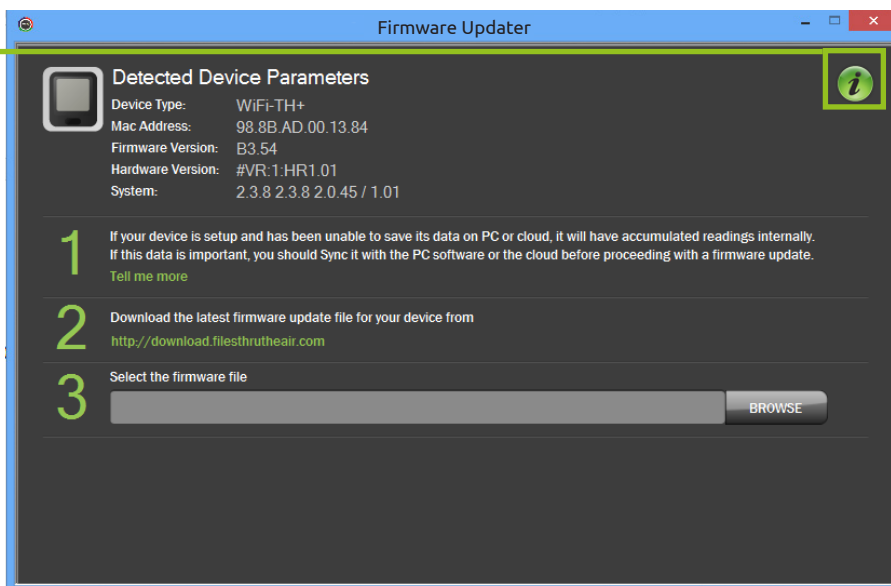 Firmware Updater
Detected Device Parameters
Device Type: WiFi-TH+
Mac Address: 98.8B.AD.00.13.84
Firmware Version: B3.54
Hardware Version: #VR:1:HR1.01
System: 2.3.8 2.3.8 2.0.45 / 1.01
1
If your device is setup and has been unable to save its data on PC or cloud, it will have accumulated readings internally.
If this data is important, you should Sync it with the PC software or the cloud before proceeding with a firmware update.
Tell me more
2
Download the latest firmware update file for your device from
http://download.filesthrutheair.com
3
Select the firmware file
BROWSE